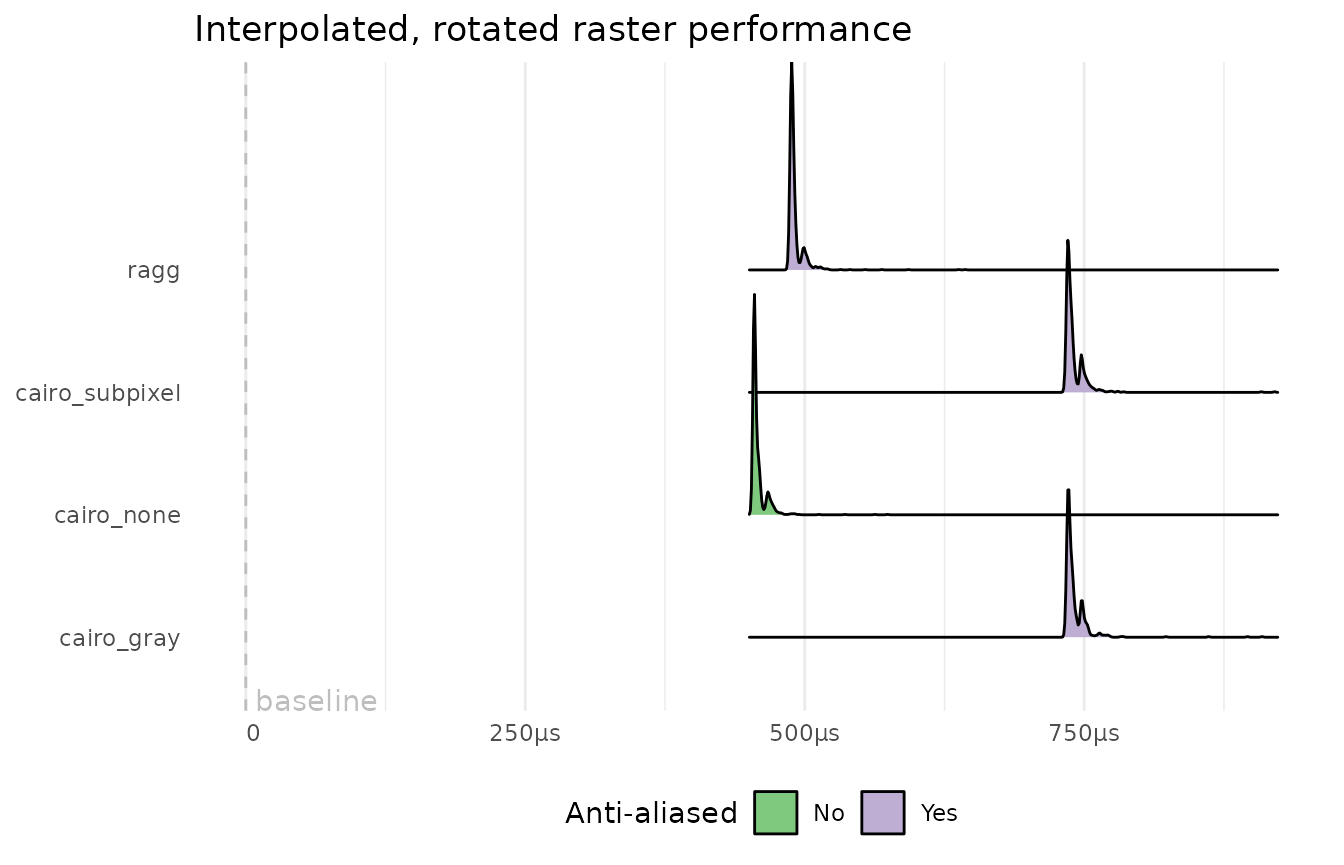 Interpolated, rotated raster performance
ragg
cairo_subpixel
cairo_none
cairo_gray
baseline
0 250µs 500µs 750µs
Anti-aliased No Yes